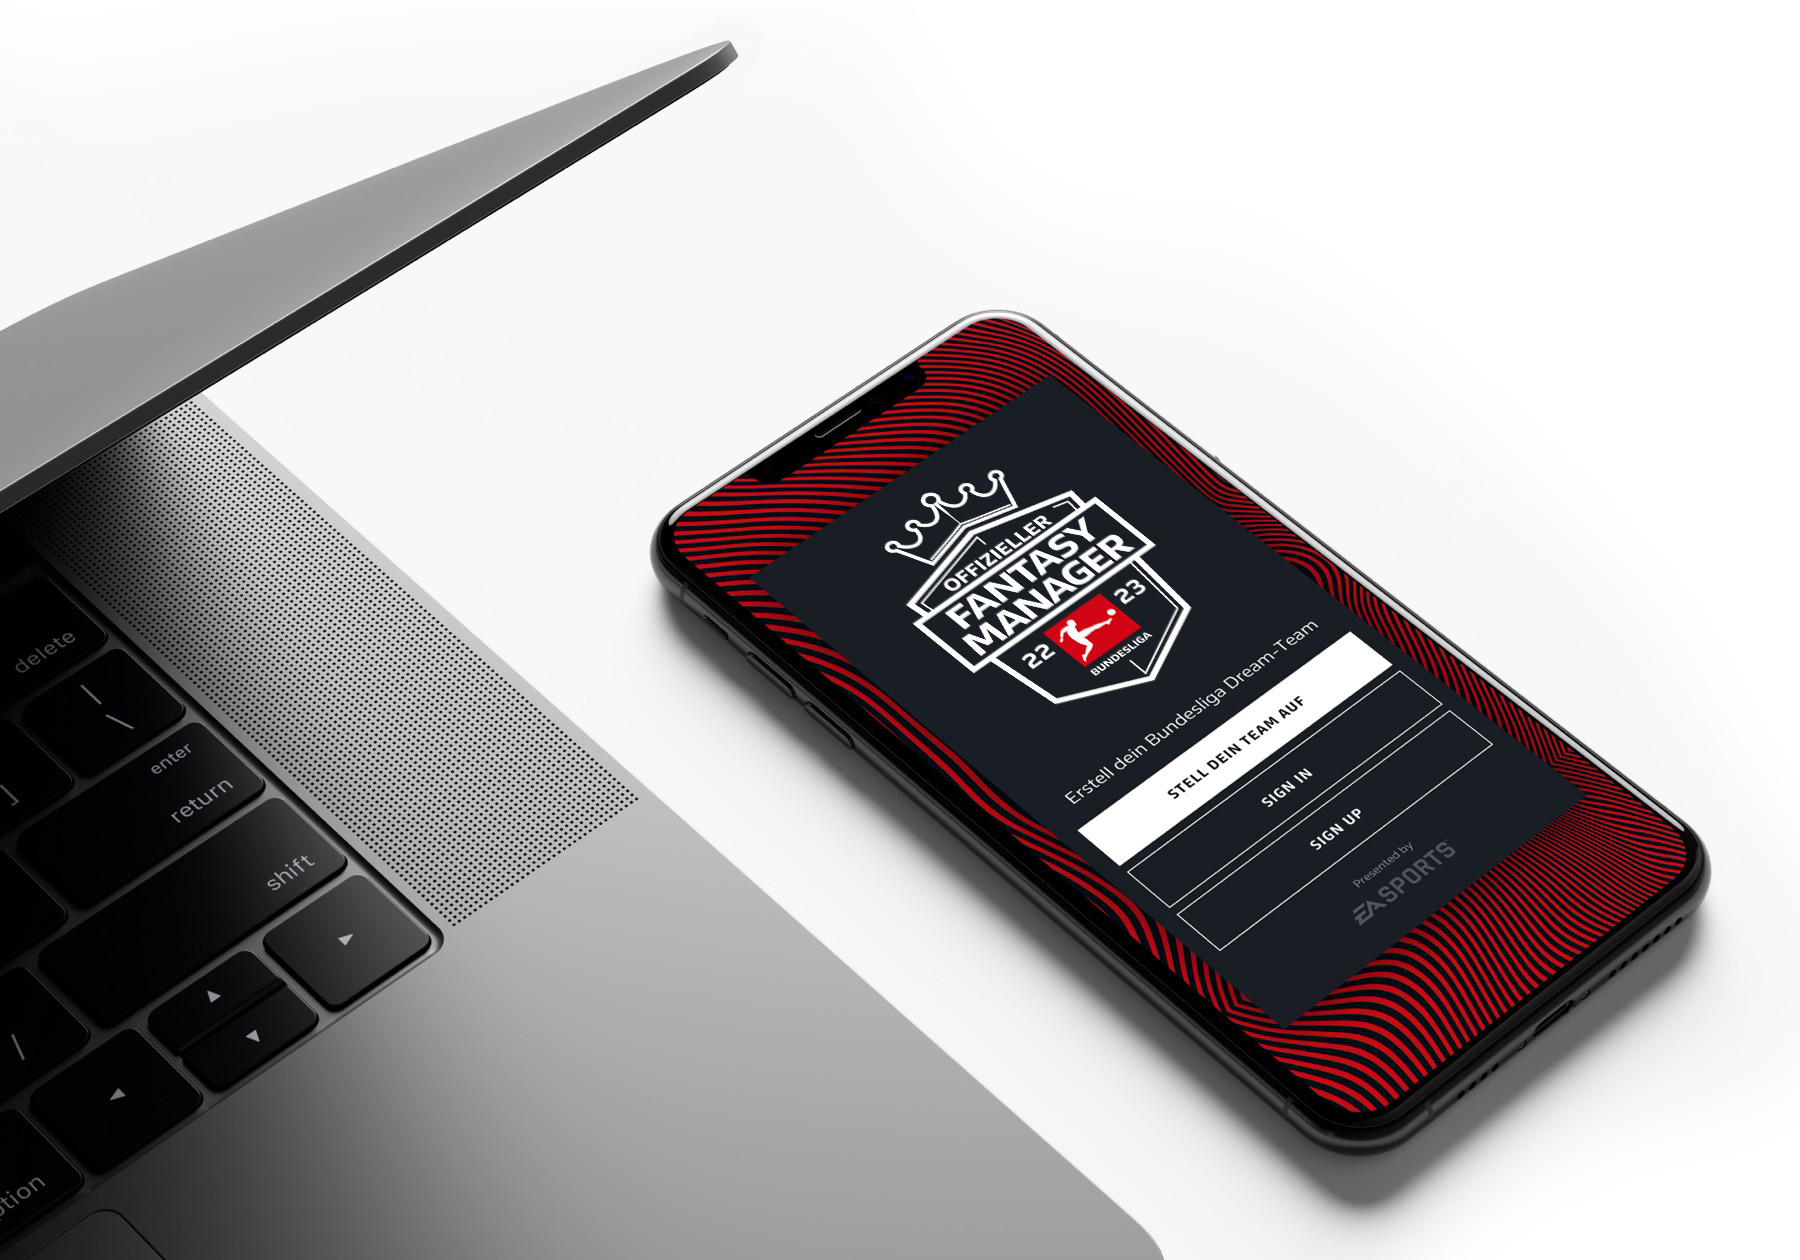 delete
|
\
enter
]
return
shift
/
OFFIZIELLER
FANTASY
MANAGER
22
23
BUNDESLIGA
Erstell dein Bundesliga Dream-Team
STELL DEIN TEAM AUF
SIGN IN
SIGN UP
Presented by
EA SPORTS